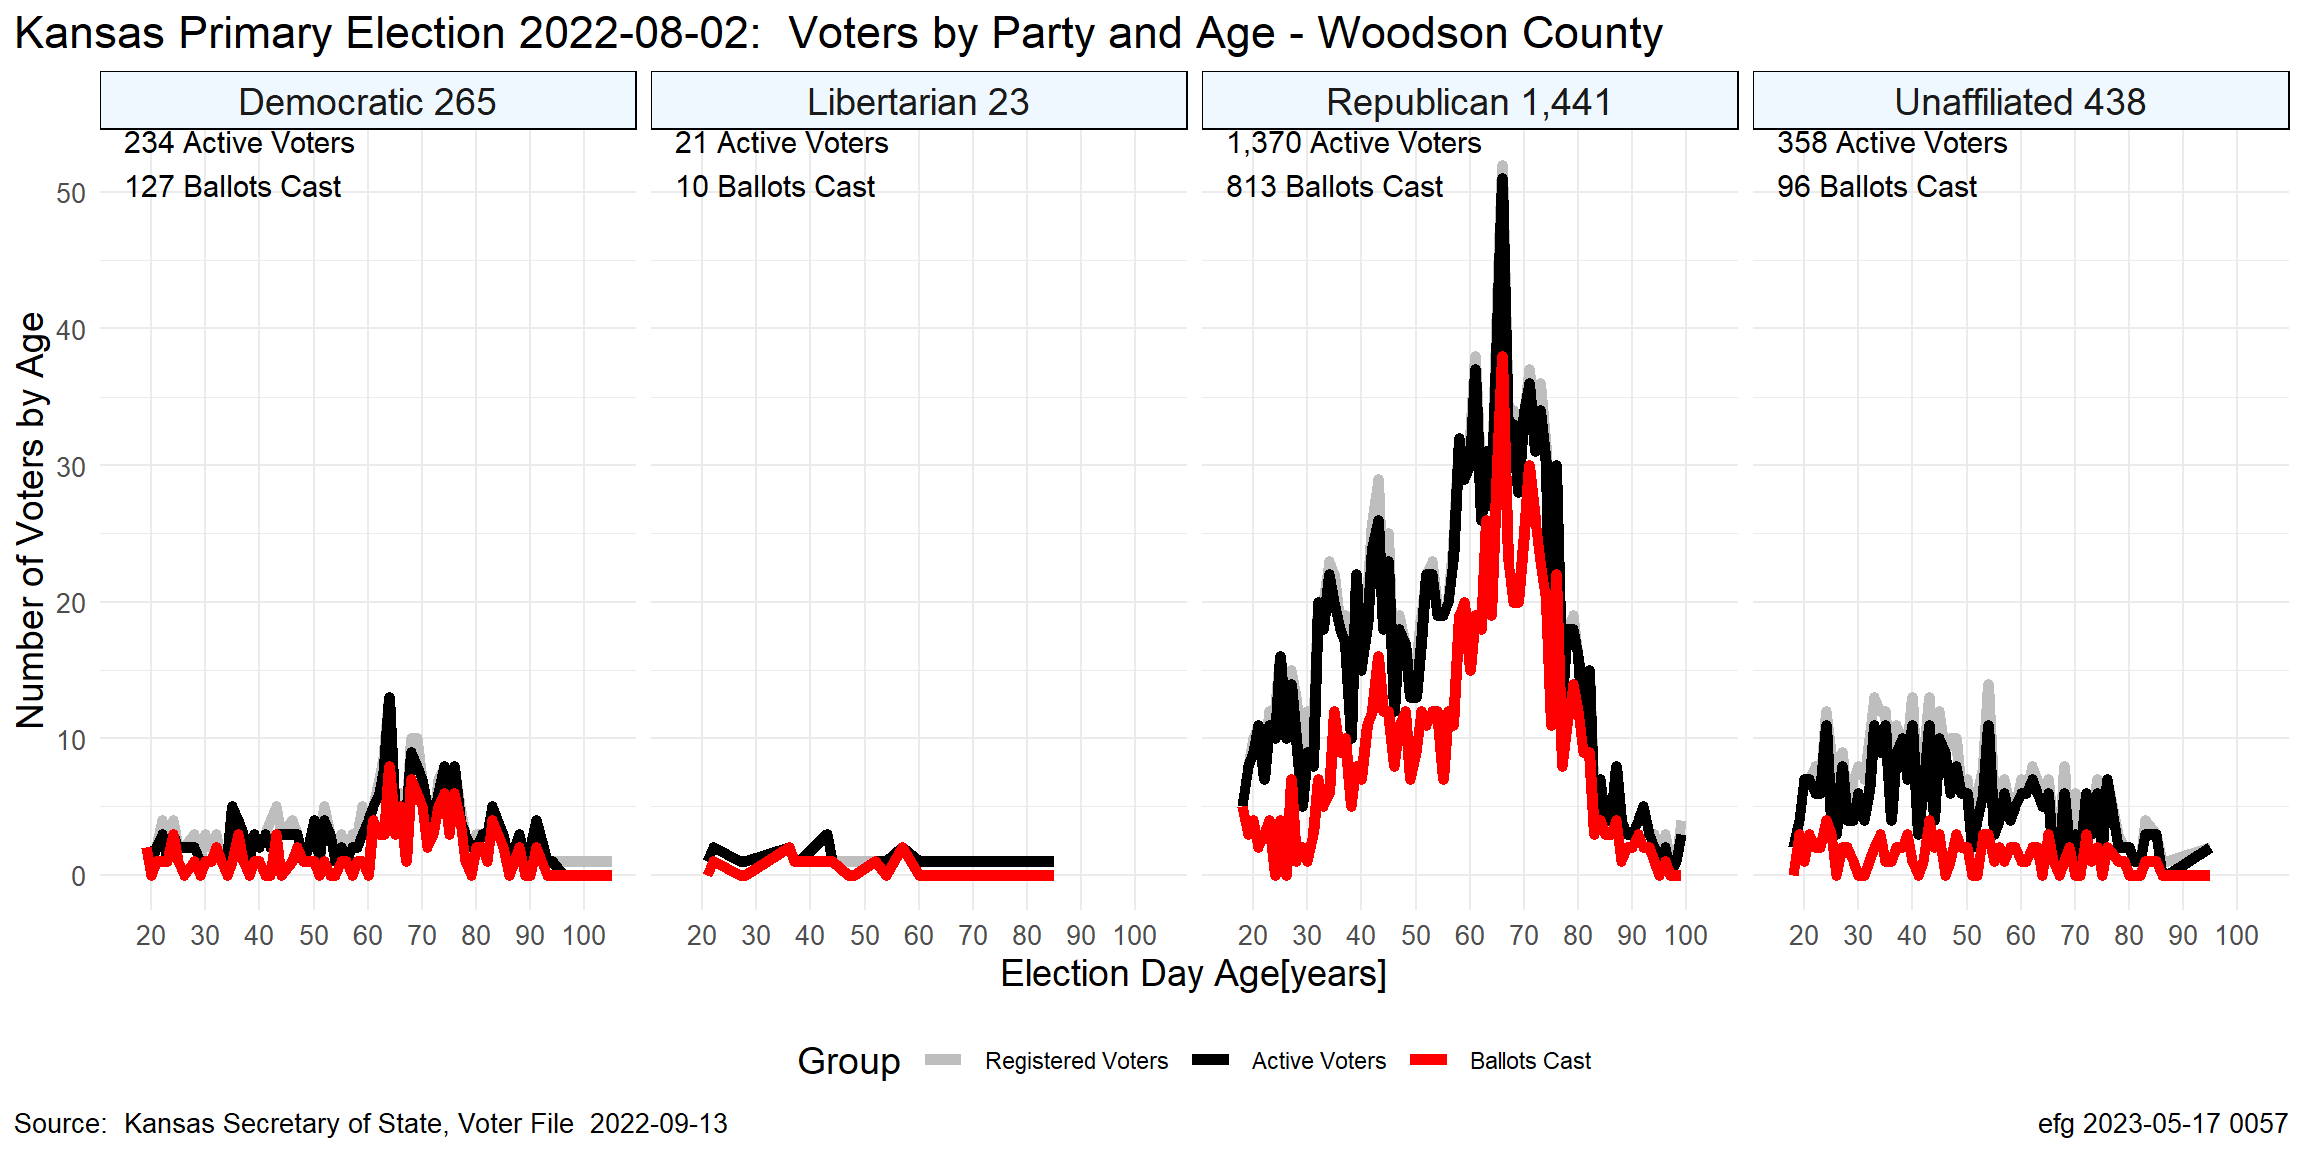 Kansas Primary Election 2022-08-02:  Voters by Party and Age - Woodson County
Democratic 265
Libertarian 23
Republican 1,441
Unaffiliated 438
234 Active Voters
127 Ballots Cast
21 Active Voters
10 Ballots Cast
1,370 Active Voters
813 Ballots Cast
358 Active Voters
96 Ballots Cast
Number of Voters by Age
50
40
30
20
10
0
20 30 40 50 60 70 80 90 100
20 30 40 50 60 70 80 90 100
20 30 40 50 60 70 80 90 100
20 30 40 50 60 70 80 90 100
Election Day Age[years]
Group Registered Voters Active Voters Ballots Cast
Source:  Kansas Secretary of State, Voter File  2022-09-13
efg 2023-05-17 0057